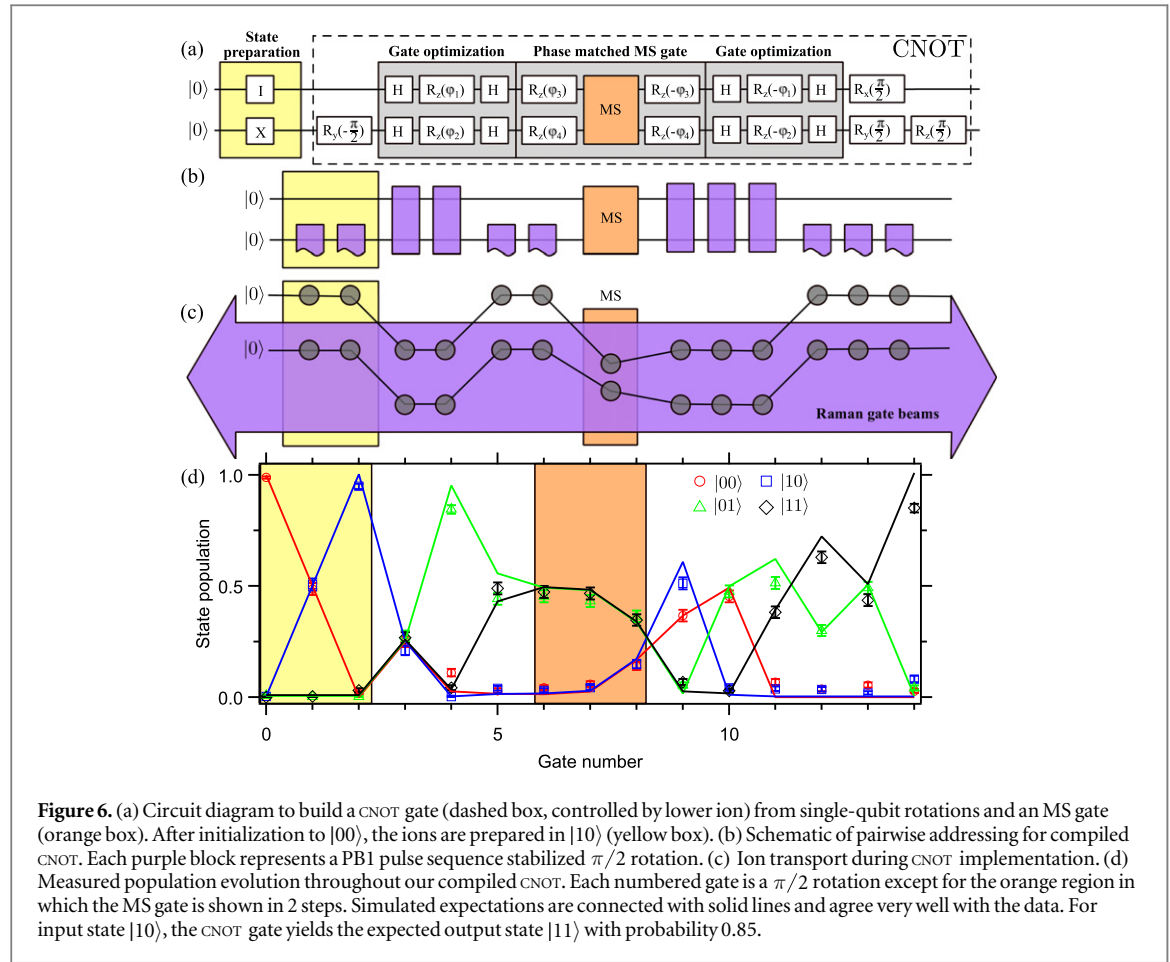 (a) State preparation Gate optimization Phase matched MS gate Gate optimization CNOT
|0⟩ I H R_z(φ₁) H R_z(φ₃) MS R_z(-φ₃) H R_z(-φ₁) H R_x(π/2)
|0⟩ X R_y(-π/2) H R_z(φ₂) H R_z(φ₄) R_z(-φ₄) H R_z(-φ₂) H R_y(π/2) R_z(π/2)
(b)
|0⟩
MS
|0⟩
|0⟩ MS
(c)
|0⟩
Raman gate beams
(d) 1.0 |00⟩ |10⟩
|01⟩ |11⟩
State population
0.5
0.0
0 5 10
Gate number
Figure 6. (a) Circuit diagram to build a CNOT gate (dashed box, controlled by lower ion) from single-qubit rotations and an MS gate
(orange box). After initialization to |00⟩, the ions are prepared in |10⟩ (yellow box). (b) Schematic of pairwise addressing for compiled
CNOT. Each purple block represents a PB1 pulse sequence stabilized π/2 rotation. (c) Ion transport during CNOT implementation. (d)
Measured population evolution throughout our compiled CNOT. Each numbered gate is a π/2 rotation except for the orange region in
which the MS gate is shown in 2 steps. Simulated expectations are connected with solid lines and agree very well with the data. For
input state |10⟩, the CNOT gate yields the expected output state |11⟩ with probability 0.85.